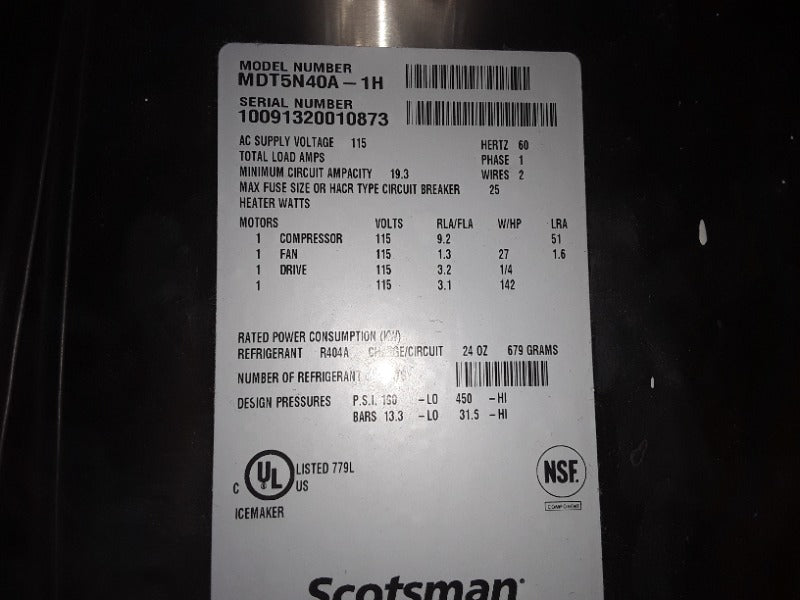 MODEL NUMBER
MDT5N40A-1H
SERIAL NUMBER
10091320010873
AC SUPPLY VOLTAGE 115 HERTZ 60
TOTAL LOAD AMPS PHASE 1
MINIMUM CIRCUIT AMPACITY 19.3 WIRES 2
MAX FUSE SIZE OR HACR TYPE CIRCUIT BREAKER 25
HEATER WATTS
MOTORS VOLTS RLA/FLA W/HP LRA
1 COMPRESSOR 115 9.2 51
1 FAN 115 1.3 27 1.6
1 DRIVE 115 3.2 1/4
1 115 3.1 142
RATED POWER CONSUMPTION (KW)
REFRIGERANT R404A CHARGE/CIRCUIT 24 OZ 679 GRAMS
NUMBER OF REFRIGERANT
DESIGN PRESSURES P.S.I. -LO 450 -HI
BARS 13.3 -LO 31.5 -HI
C UL US LISTED 779L
ICEMAKER
NSF.
Scotsman